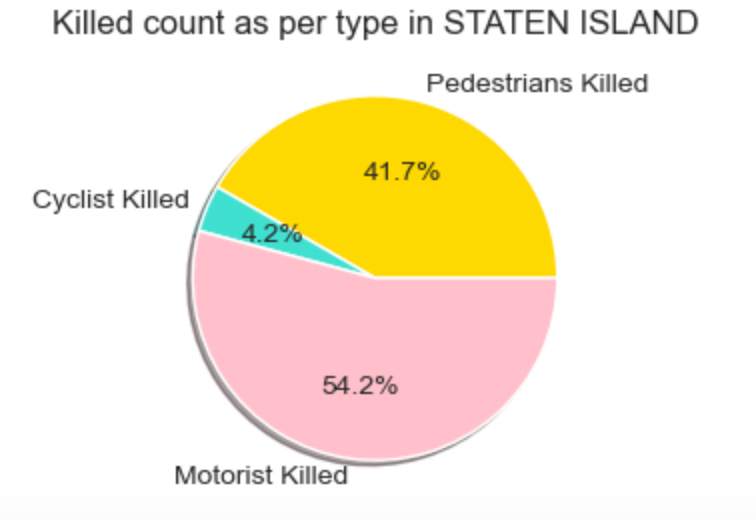 Killed count as per type in STATEN ISLAND
Pedestrians Killed
41.7%
Cyclist Killed
4.2%
54.2%
Motorist Killed